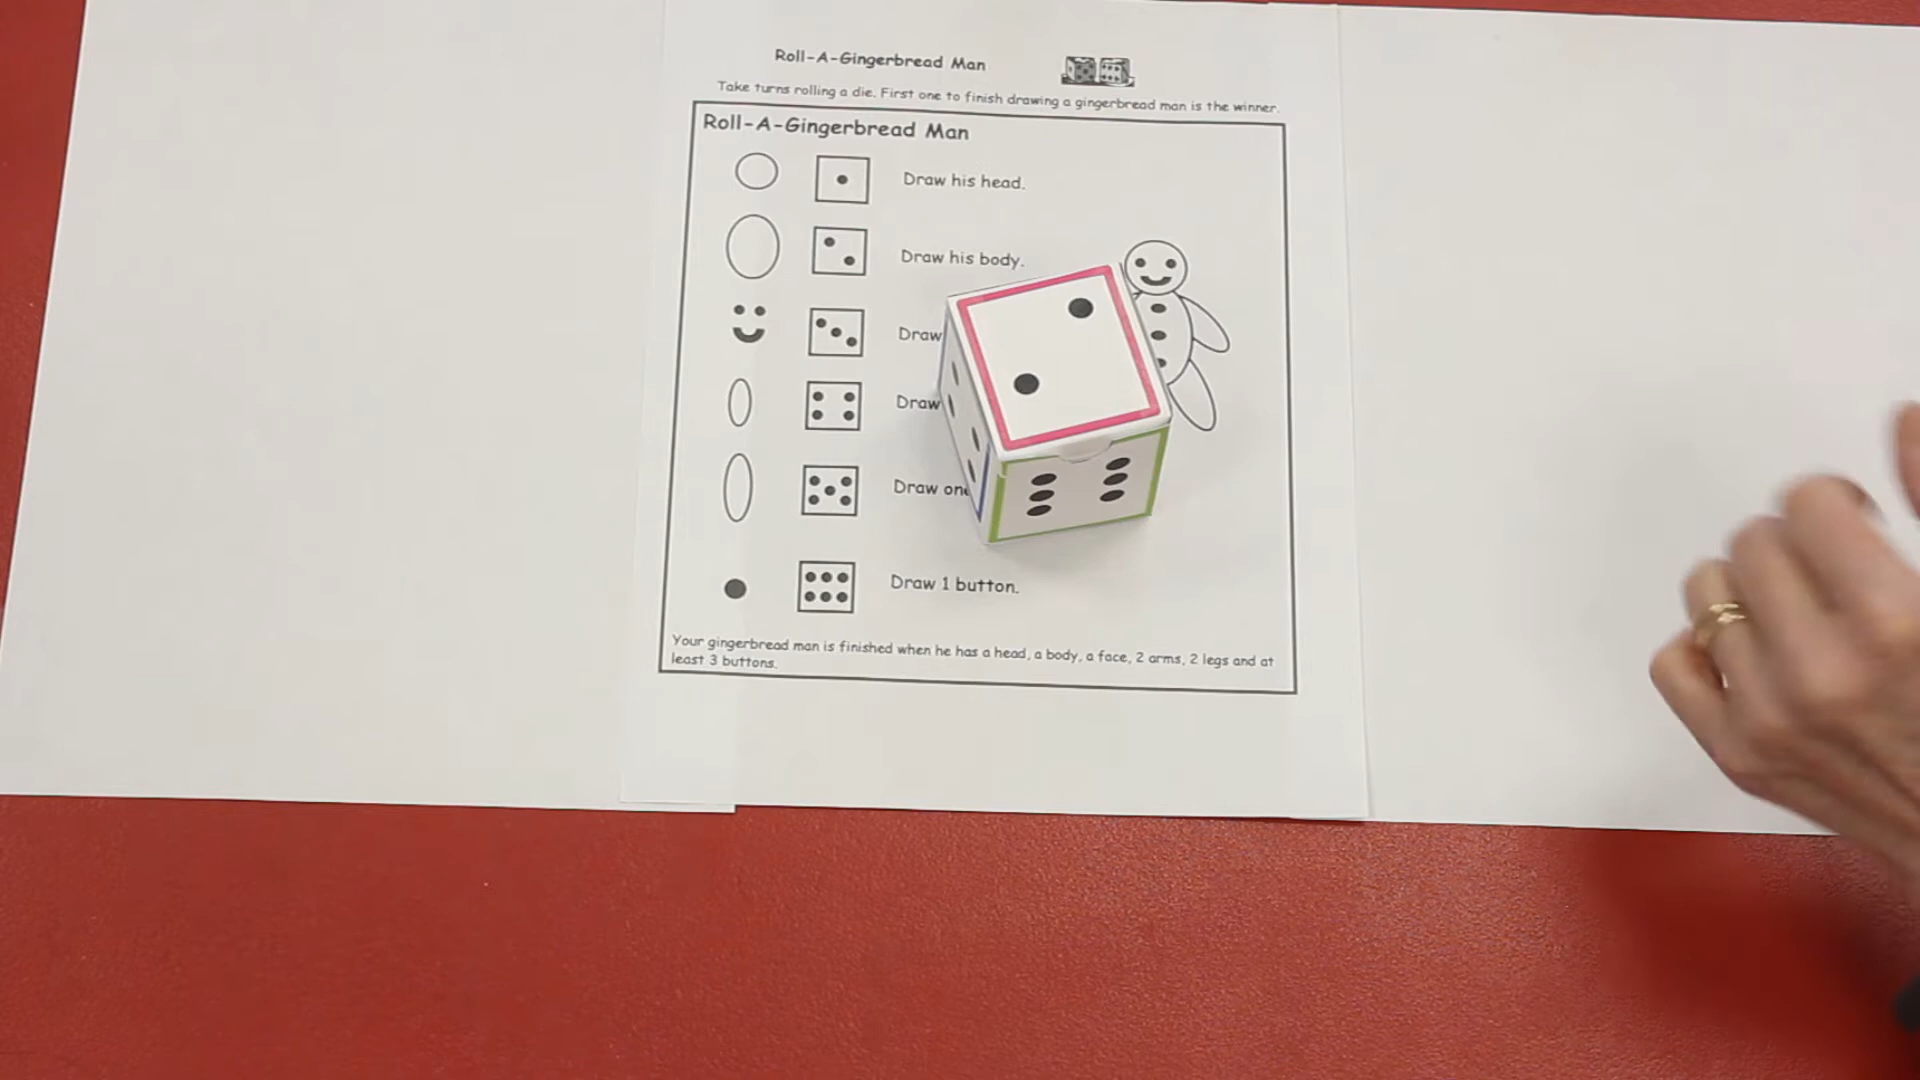 Roll-A-Gingerbread Man
Take turns rolling a die. First one to finish drawing a gingerbread man is the winner.
Roll-A-Gingerbread Man
Draw his head.
Draw his body.
Draw
Draw
Draw one
Draw 1 button.
Your gingerbread man is finished when he has a head, a body, a face, 2 arms, 2 legs and at
least 3 buttons.